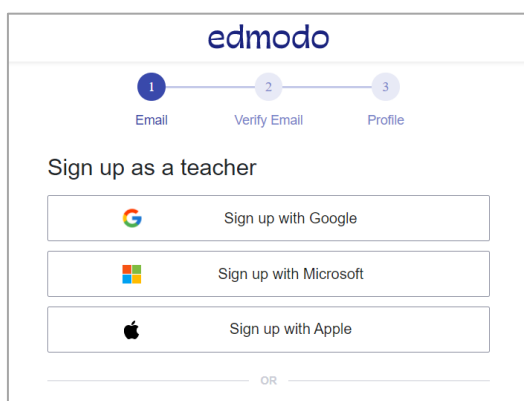 edmodo
1 2 3
Email Verify Email Profile
Sign up as a teacher
Sign up with Google
Sign up with Microsoft
Sign up with Apple
OR